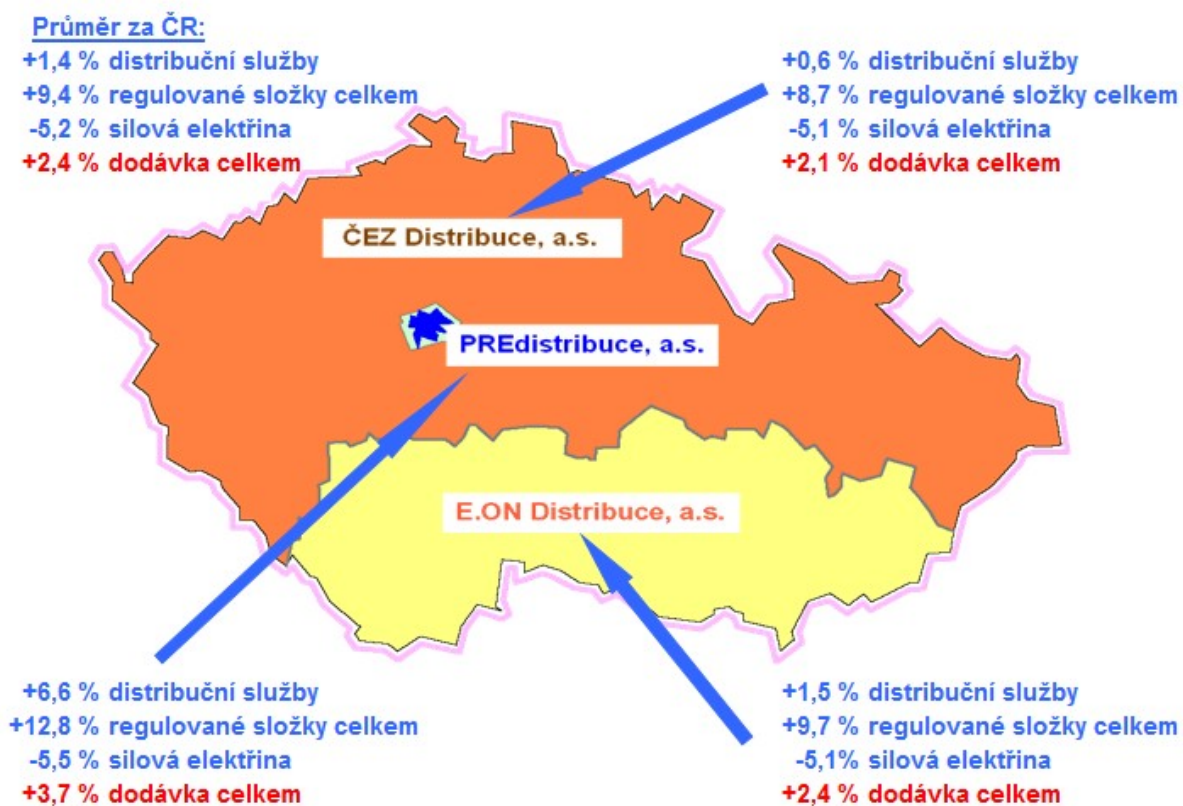 Průměr za ČR:
+1,4 % distribuční služby
+9,4 % regulované složky celkem
-5,2 % silová elektřina
+2,4 % dodávka celkem
+0,6 % distribuční služby
+8,7 % regulované složky celkem
-5,1 % silová elektřina
+2,1 % dodávka celkem
ČEZ Distribuce, a.s.
PREdistribuce, a.s.
E.ON Distribuce, a.s.
+6,6 % distribuční služby
+12,8 % regulované složky celkem
-5,5 % silová elektřina
+3,7 % dodávka celkem
+1,5 % distribuční služby
+9,7 % regulované složky celkem
-5,1% silová elektřina
+2,4 % dodávka celkem